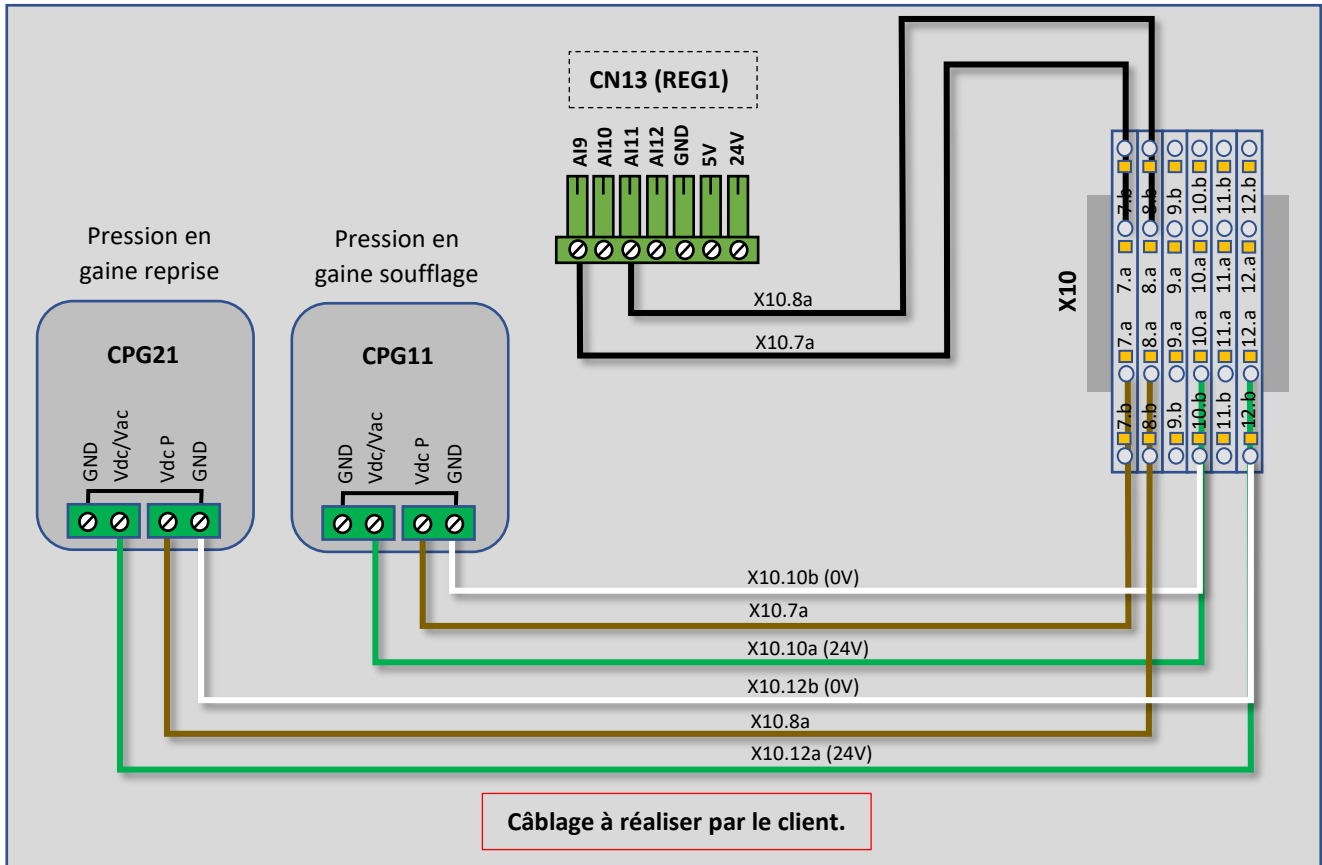 CN13 (REG1)
AI9
AI10
AI11
AI12
GND
5V
24V
X10.8a
X10.7a
Pression en
gaine reprise
CPG21
GND
Vdc/Vac
Vdc P
GND
Pression en
gaine soufflage
CPG11
GND
Vdc/Vac
Vdc P
GND
X10
7.b
8.b
9.b
10.b
11.b
12.b
7.a
8.a
9.a
10.a
11.a
12.a
7.a
8.a
9.a
10.a
11.a
12.a
7.b
8.b
9.b
10.b
11.b
12.b
X10.10b (0V)
X10.7a
X10.10a (24V)
X10.12b (0V)
X10.8a
X10.12a (24V)
Câblage à réaliser par le client.